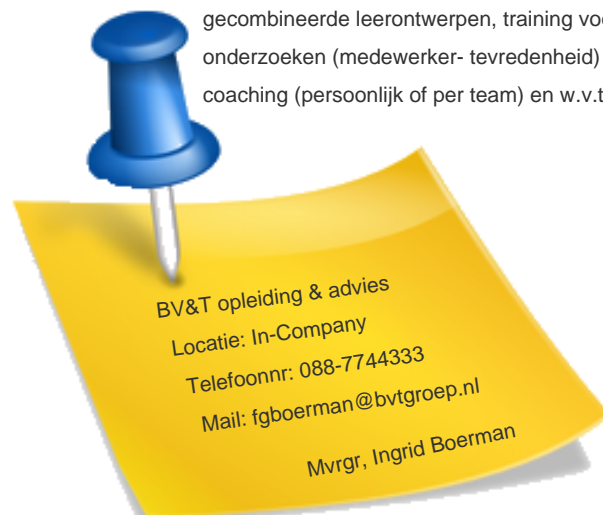 gecombineerde leerontwerpen, training
onderzoeken (medewerker- tevredenheid)
coaching (persoonlijk of per team) en
BV&T opleiding & advies
Locatie: In-Company
Telefoonnr: 088-7744333
Mail: fgboerman@bvtgroep.nl
Mvrgr, Ingrid Boerman